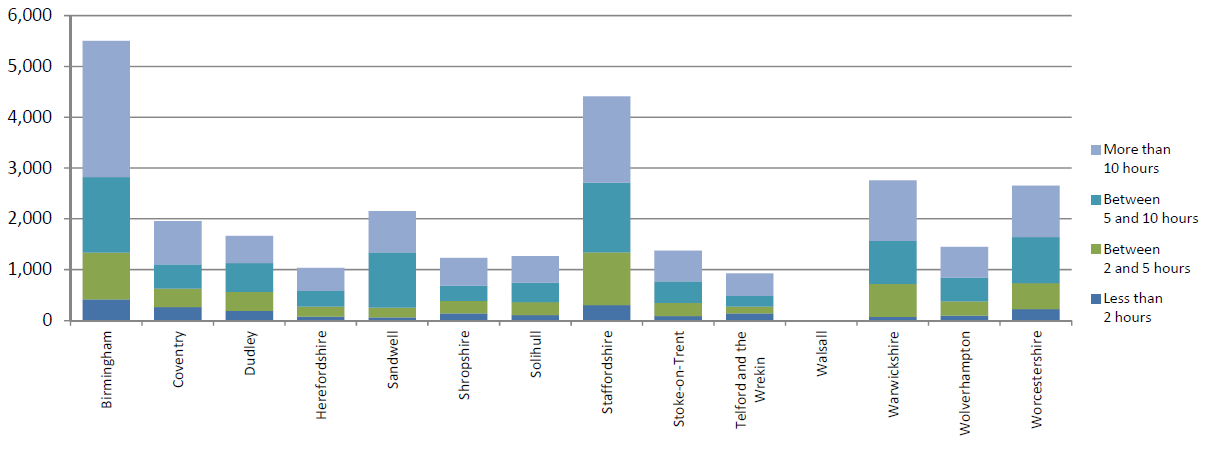 6,000
5,000
4,000
3,000
2,000
1,000
0
Birmingham
Coventry
Dudley
Herefordshire
Sandwell
Shropshire
Solihull
Staffordshire
Stoke-on-Trent
Telford and the
Wrekin
Walsall
Warwickshire
Wolverhampton
Worcestershire
More than
10 hours
Between
5 and 10 hours
Between
2 and 5 hours
Less than
2 hours